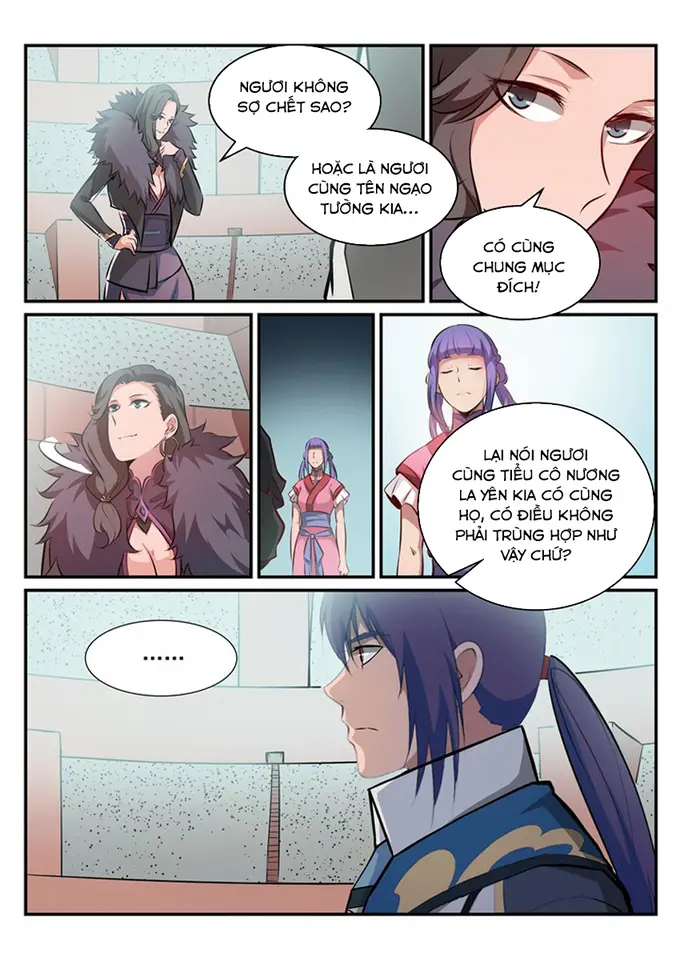 NGƯƠI KHÔNG
SỢ CHẾT SAO?
HOẶC LÀ NGƯƠI
CÙNG TÊN NGẠO
TƯỜNG KIA...
CÓ CÙNG
CHUNG MỤC
ĐÍCH!
LẠI NÓI NGƯƠI
CÙNG TIỂU CÔ NƯƠNG
LA YÊN KIA CÓ CÙNG
HỌ, CÓ ĐIỀU KHÔNG
PHẢI TRÙNG HỢP NHƯ
VẬY CHỨ?
......